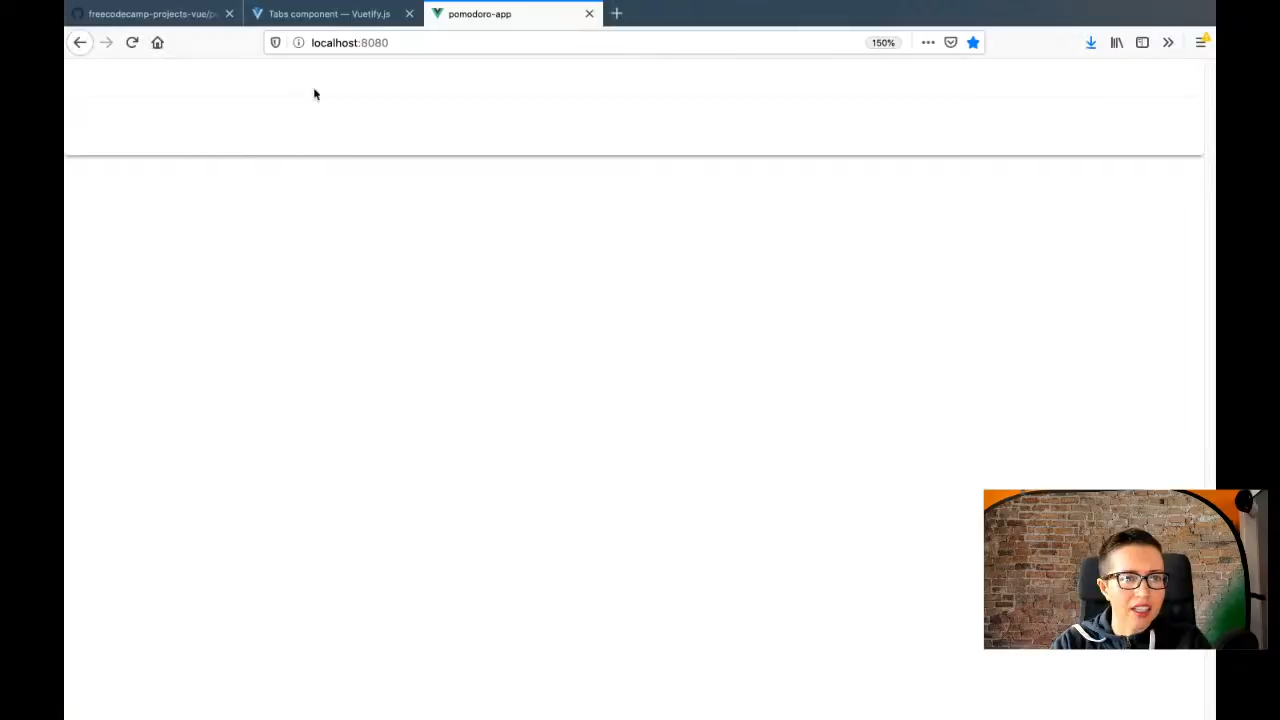 freecodecamp-projects-vue/p
Tabs component — Vuetify.js
pomodoro-app
localhost:8080
150%